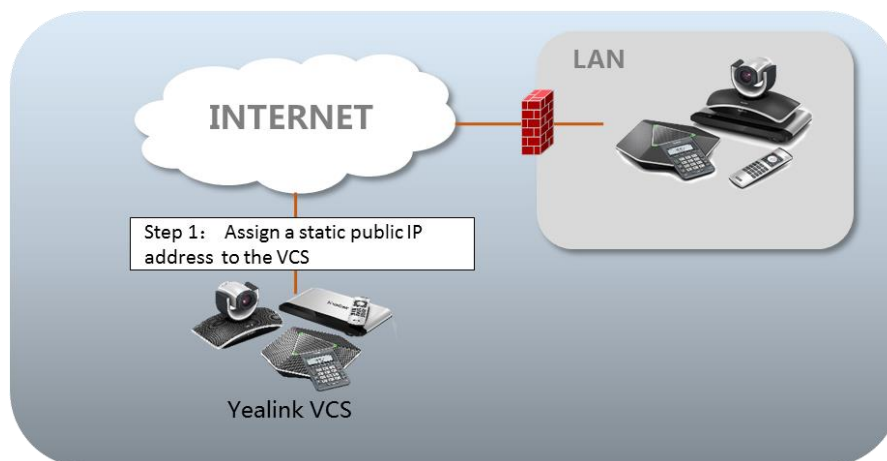 LAN
INTERNET
Step 1： Assign a static public IP
address to the VCS
Yealink VCS